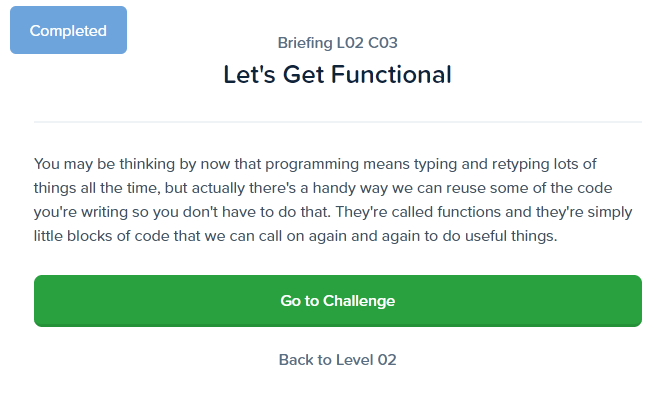 Completed
Briefing L02 C03
Let's Get Functional
You may be thinking by now that programming means typing and retyping lots of
things all the time, but actually there's a handy way we can reuse some of the code
you're writing so you don't have to do that. They're called functions and they're simply
little blocks of code that we can call on again and again to do useful things.
Go to Challenge
Back to Level 02